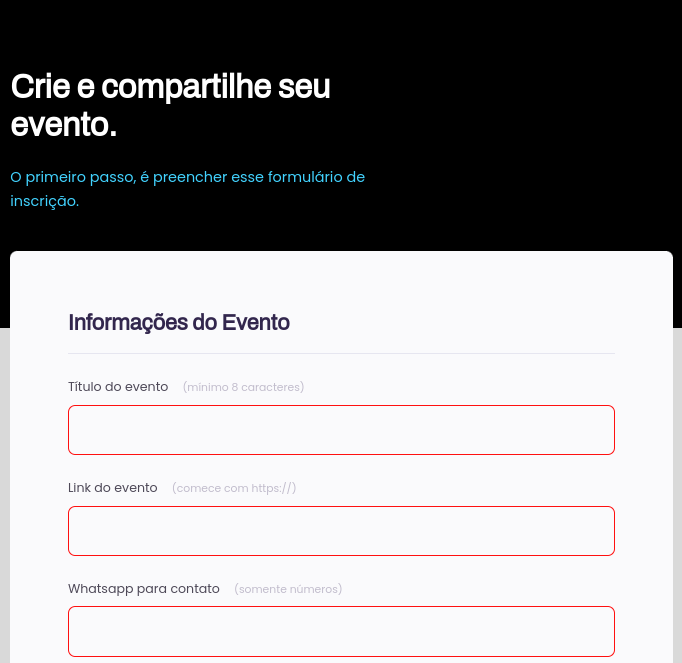 Crie e compartilhe seu
evento.
O primeiro passo, é preencher esse formulário de
inscrição.
Informações do Evento
Título do evento (mínimo 8 caracteres)
Link do evento (comece com https://)
Whatsapp para contato (somente números)